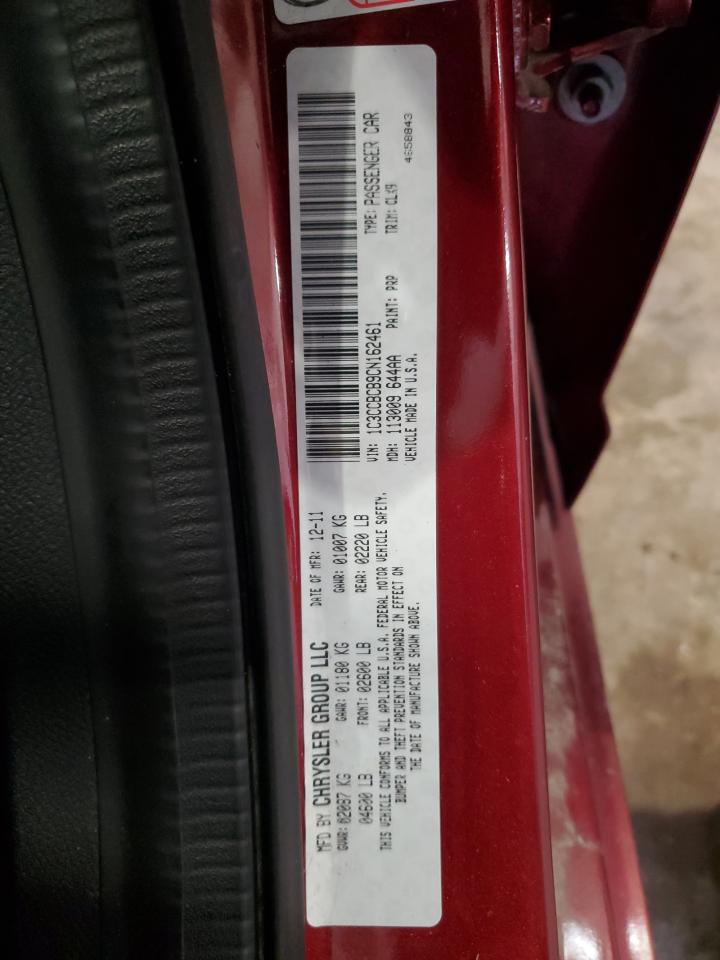 MFD BY CHRYSLER GROUP LLC
DATE OF MFR: 12-11
GVWR: 02087 KG
GAWR: 01180 KG
GAWR: 01007 KG
04600 LB
FRONT: 02600 LB
REAR: 02220 LB
THIS VEHICLE CONFORMS TO ALL APPLICABLE U.S.A. FEDERAL MOTOR VEHICLE SAFETY,
BUMPER AND THEFT PREVENTION STANDARDS IN EFFECT ON
THE DATE OF MANUFACTURE SHOWN ABOVE.
VIN: 1C3CCBCB9CN162461
TYPE: PASSENGER CAR
MDH: 113009 644AA
PAINT: PRP
TRIM:
VEHICLE MADE IN U.S.A.
4658843